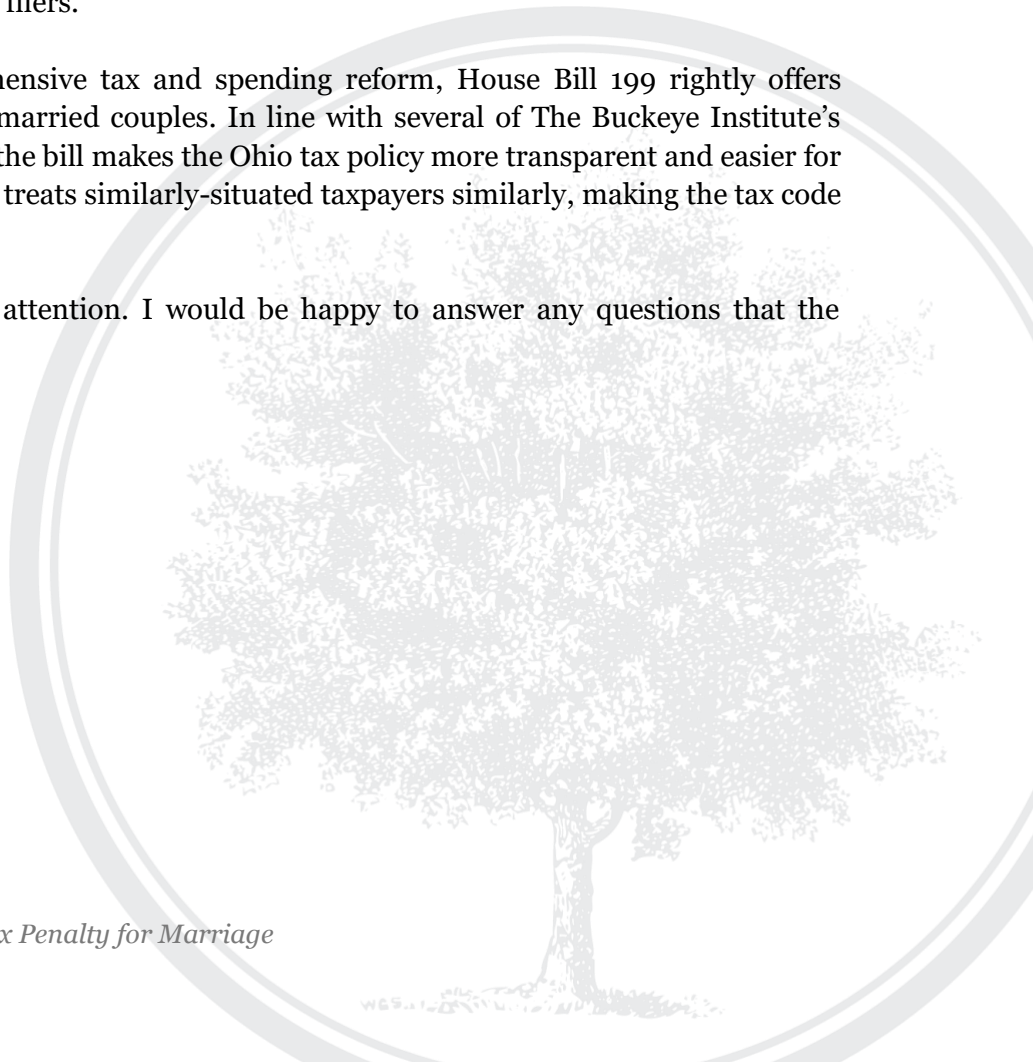 filers.
hensive tax and spending reform, House Bill 199 rightly offers
married couples. In line with several of The Buckeye Institute’s
the bill makes the Ohio tax policy more transparent and easier for
treats similarly-situated taxpayers similarly, making the tax code
attention. I would be happy to answer any questions that the
x Penalty for Marriage